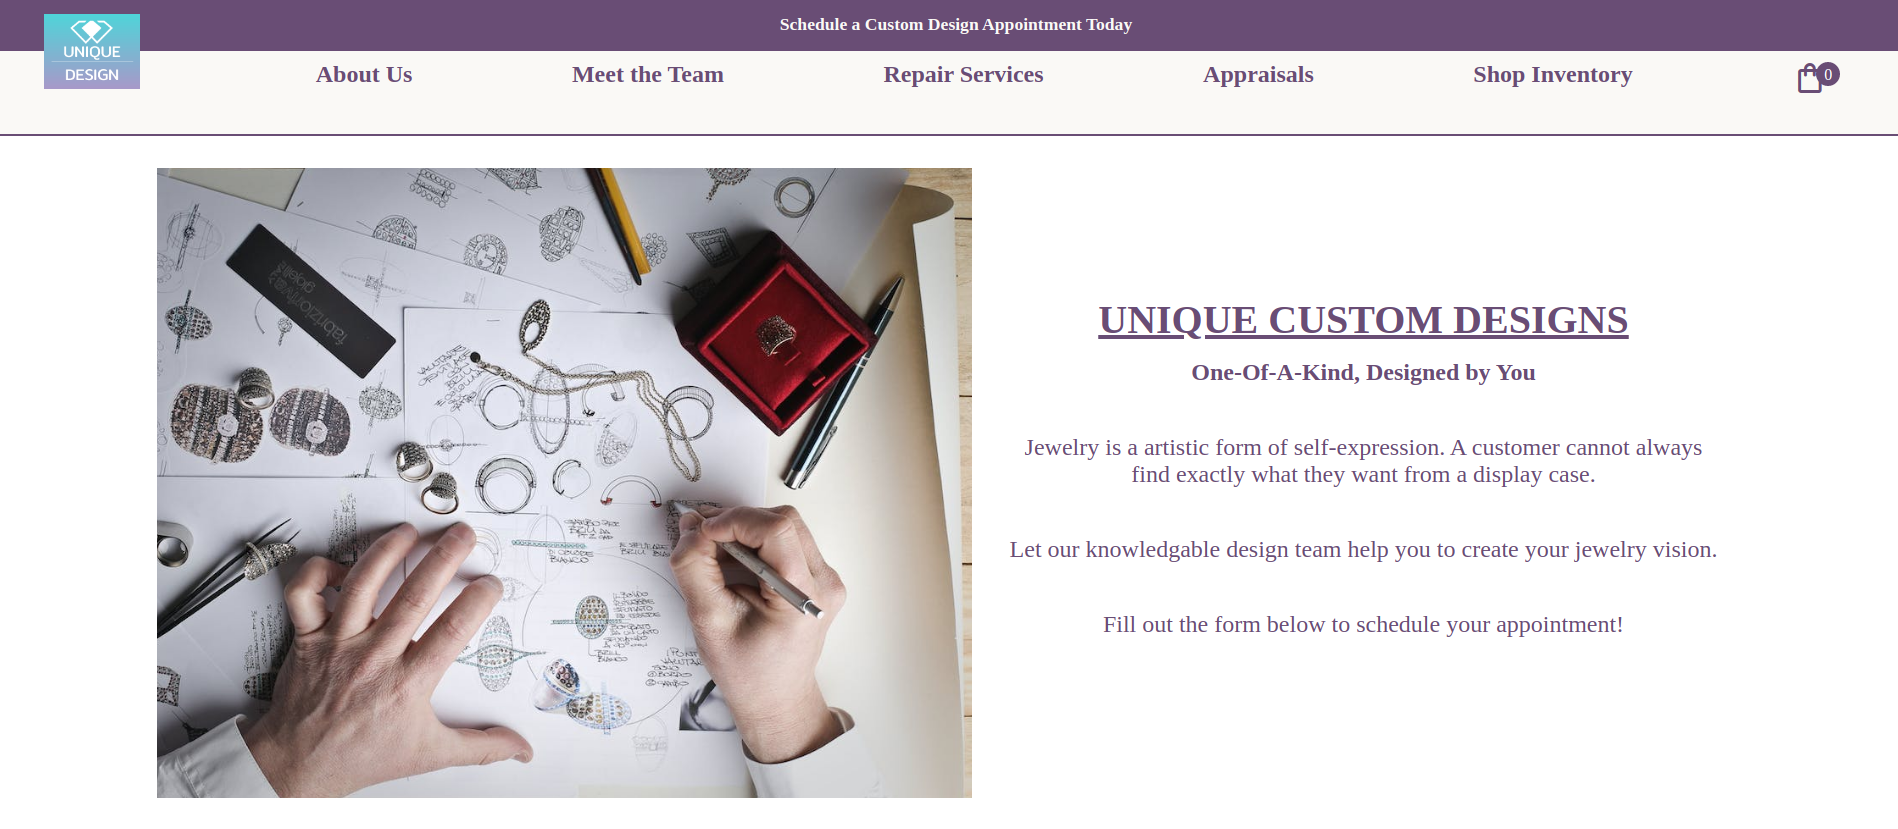 Schedule a Custom Design Appointment Today
UNIQUE
DESIGN
About Us
Meet the Team
Repair Services
Appraisals
Shop Inventory
0
UNIQUE CUSTOM DESIGNS
One-Of-A-Kind, Designed by You
Jewelry is a artistic form of self-expression. A customer cannot always
find exactly what they want from a display case.
Let our knowledgable design team help you to create your jewelry vision.
Fill out the form below to schedule your appointment!